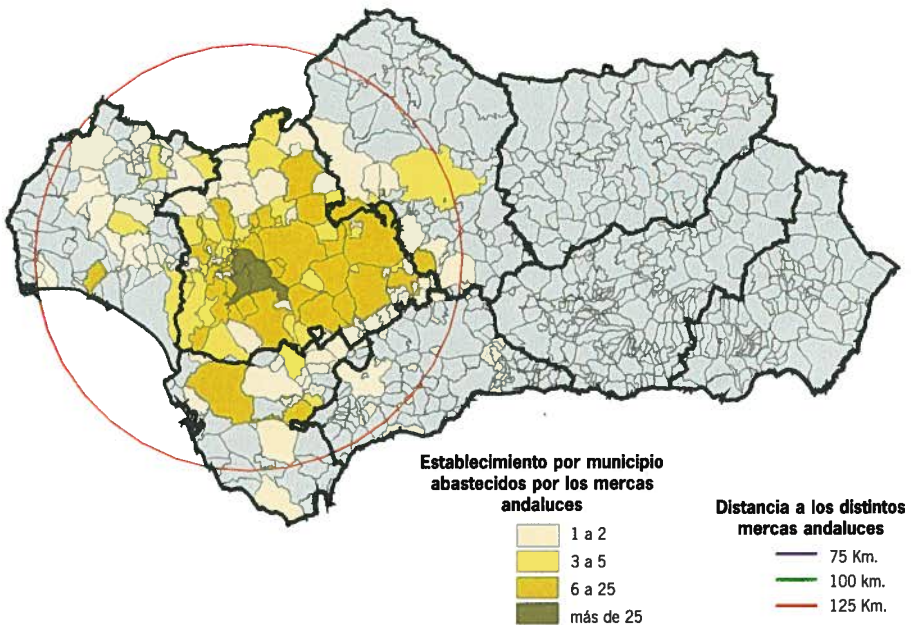 Establecimiento por municipio
abastecidos por los mercas
andaluces
1 a 2
3 a 5
6 a 25
más de 25
Distancia a los distintos
mercas andaluces
75 Km.
100 km.
125 Km.